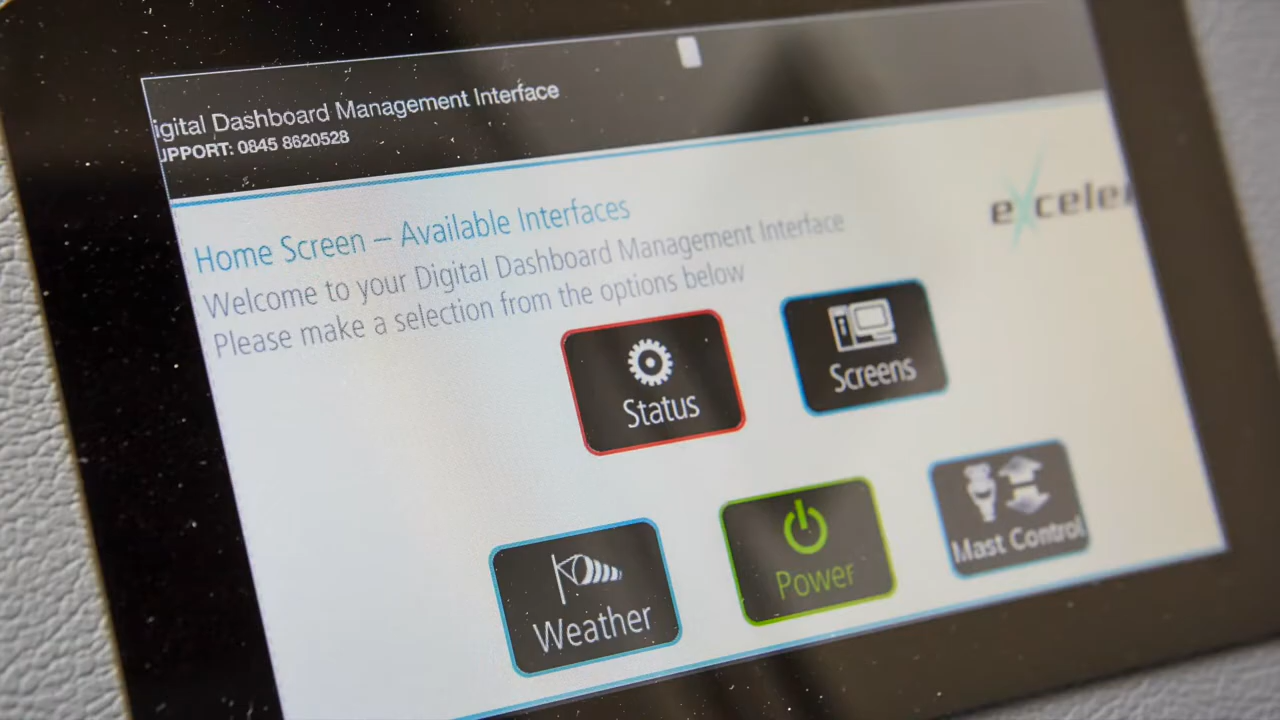 igital Dashboard Management Interface
UPPORT: 0845 8620528
Home Screen – Available Interfaces
Welcome to your Digital Dashboard Management Interface
Please make a selection from the options below
exceler
Status
Screens
Weather
Power
Mast Control